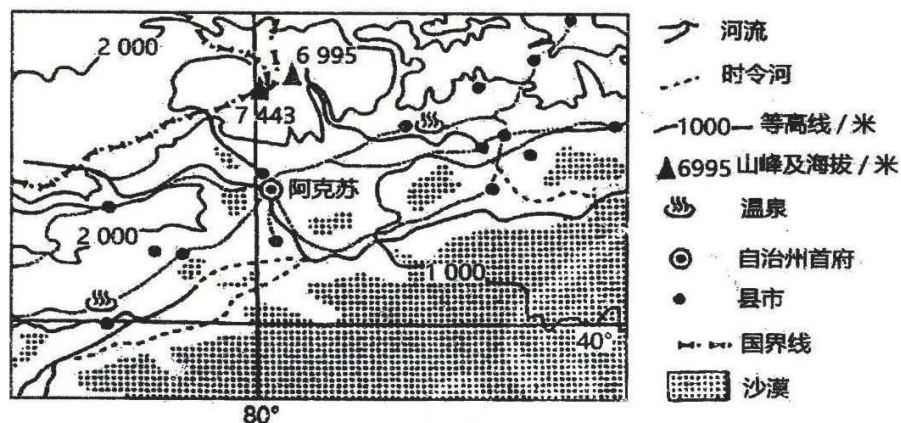 2 000
6 995
7 443
阿克苏
2 000
1 000
40°
80°
河流
时令河
1000 等高线/米
6995 山峰及海拔/米
温泉
自治州首府
县市
国界线
沙漠